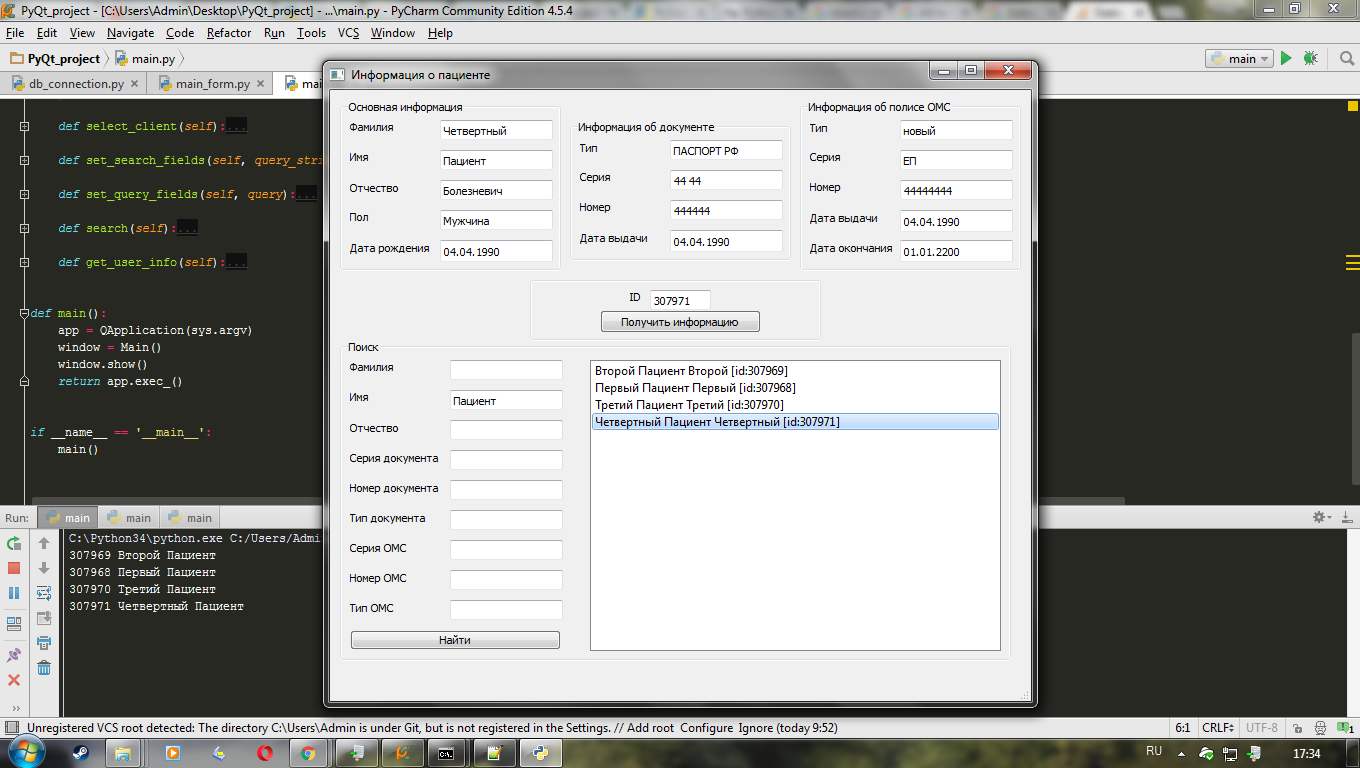 PyQt_project - [C:\Users\Admin\Desktop\PyQt_project] - ...\main.py - PyCharm Community Edition 4.5.4
File Edit View Navigate Code Refactor Run Tools VCS Window Help
PyQt_project main.py
main
db_connection.py main_form.py
def select_client(self):...
def set_search_fields(self, query_stri
def set_query_fields(self, query):...
def search(self):...
def get_user_info(self):...
def main():
app = QApplication(sys.argv)
window = Main()
window.show()
return app.exec_()
if __name__ == '__main__':
main()
Информация о пациенте
Основная информация
Фамилия Четвертный
Имя Пациент
Отчество Болезневич
Пол Мужчина
Дата рождения 04.04.1990
Информация об документе
Тип ПАСПОРТ РФ
Серия 44 44
Номер 444444
Дата выдачи 04.04.1990
Информация об полисе ОМС
Тип новый
Серия ЕП
Номер 44444444
Дата выдачи 04.04.1990
Дата окончания 01.01.2200
ID 307971
Получить информацию
Поиск
Фамилия
Имя Пациент
Отчество
Серия документа
Номер документа
Тип документа
Серия ОМС
Номер ОМС
Тип ОМС
Найти
Второй Пациент Второй [id:307969]
Первый Пациент Первый [id:307968]
Третий Пациент Третий [id:307970]
Четвертный Пациент Четвертный [id:307971]
Run: main main main
C:\Python34\python.exe C:/Users/Admi
307969 Второй Пациент
307968 Первый Пациент
307970 Третий Пациент
307971 Четвертный Пациент
Unregistered VCS root detected: The directory C:\Users\Admin is under Git, but is not registered in the Settings. // Add root Configure Ignore (today 9:52)
6:1 CRLF UTF-8 1
RU 17:34